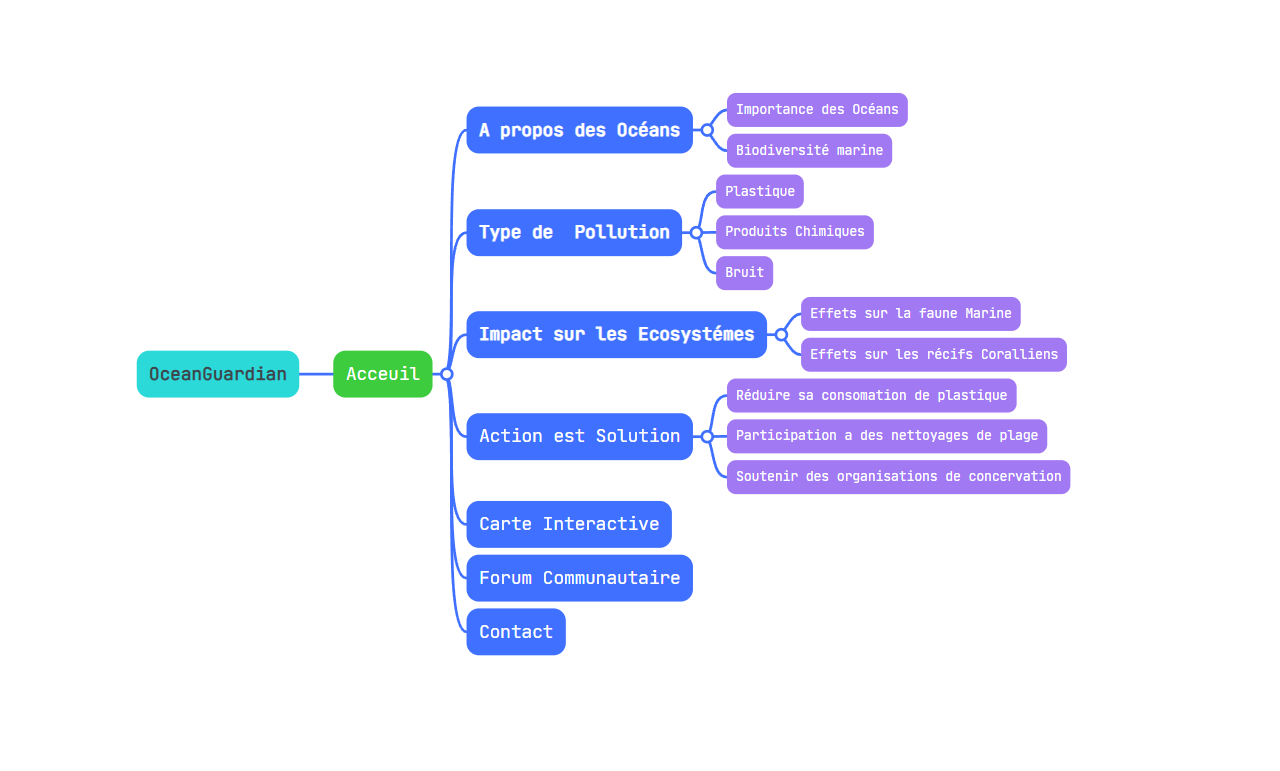 OceanGuardian
Acceuil
A propos des Océans
Importance des Océans
Biodiversité marine
Type de  Pollution
Plastique
Produits Chimiques
Bruit
Impact sur les Ecosystémes
Effets sur la faune Marine
Effets sur les récifs Coralliens
Action est Solution
Réduire sa consomation de plastique
Participation a des nettoyages de plage
Soutenir des organisations de concervation
Carte Interactive
Forum Communautaire
Contact